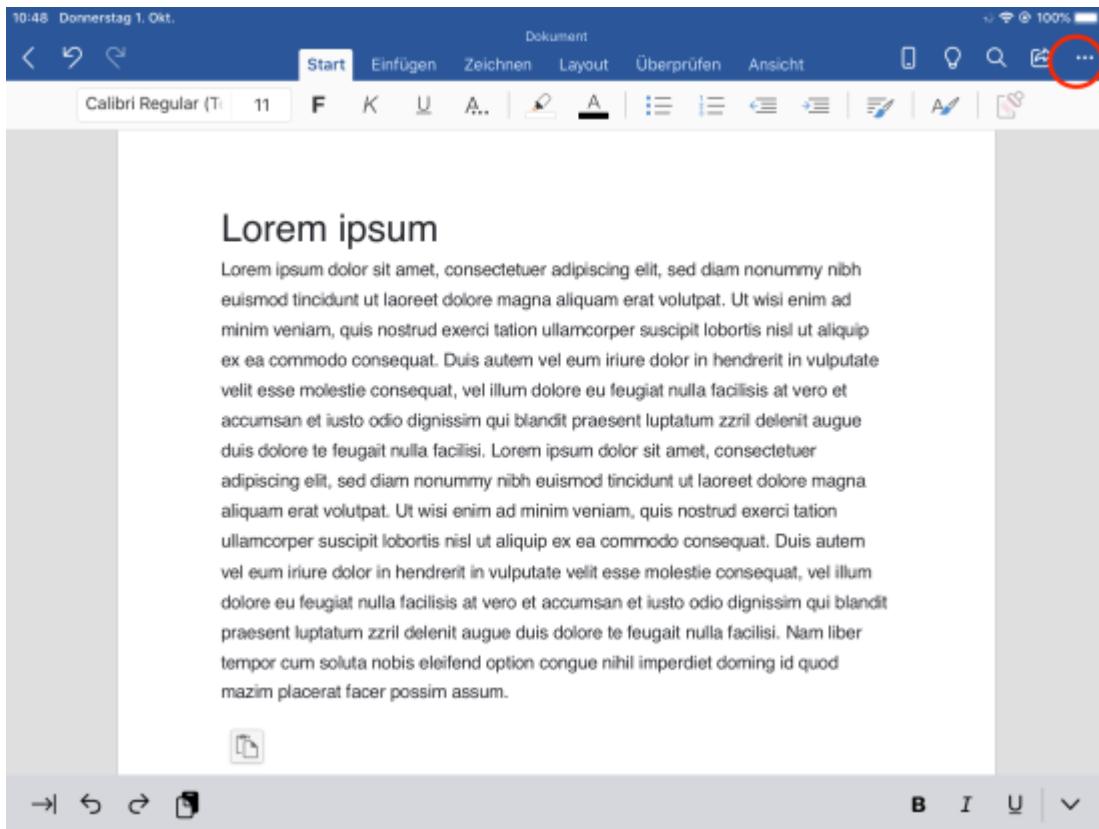 10:48 Donnerstag 1. Okt.
100%
Dokument
Start Einfügen Zeichnen Layout Überprüfen Ansicht
Calibri Regular (T 11 F K U A... A
Lorem ipsum
Lorem ipsum dolor sit amet, consectetuer adipiscing elit, sed diam nonummy nibh
euismod tincidunt ut laoreet dolore magna aliquam erat volutpat. Ut wisi enim ad
minim veniam, quis nostrud exerci tation ullamcorper suscipit lobortis nisl ut aliquip
ex ea commodo consequat. Duis autem vel eum iriure dolor in hendrerit in vulputate
velit esse molestie consequat, vel illum dolore eu feugiat nulla facilisis at vero et
accumsan et iusto odio dignissim qui blandit praesent luptatum zzril delenit augue
duis dolore te feugait nulla facilisi. Lorem ipsum dolor sit amet, consectetuer
adipiscing elit, sed diam nonummy nibh euismod tincidunt ut laoreet dolore magna
aliquam erat volutpat. Ut wisi enim ad minim veniam, quis nostrud exerci tation
ullamcorper suscipit lobortis nisl ut aliquip ex ea commodo consequat. Duis autem
vel eum iriure dolor in hendrerit in vulputate velit esse molestie consequat, vel illum
dolore eu feugiat nulla facilisis at vero et accumsan et iusto odio dignissim qui blandit
praesent luptatum zzril delenit augue duis dolore te feugait nulla facilisi. Nam liber
tempor cum soluta nobis eleifend option congue nihil imperdiet doming id quod
mazim placerat facer possim assum.
B I U